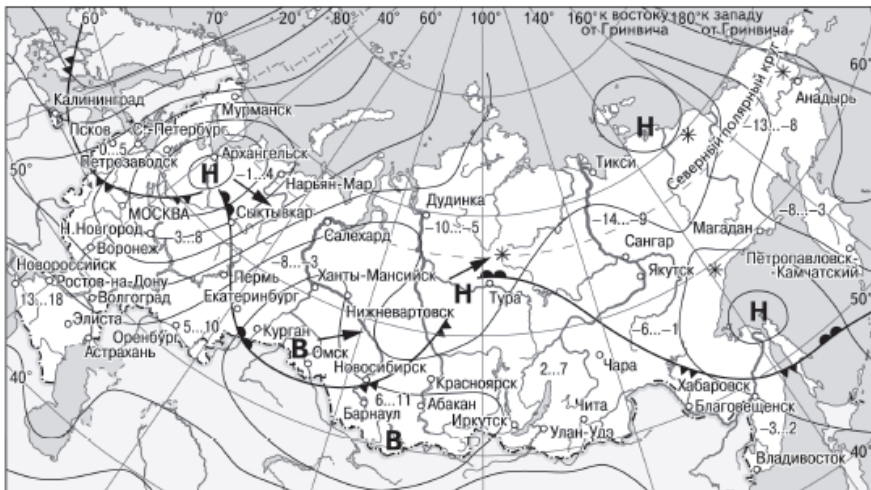 60° 0° 20° 80° 40° 60° 100° 140° 160° к востоку от Гринвича 180° к западу от Гринвича
Северный полярный круг
60°
Калининград
Мурманск
Анадырь
Псков
С.-Петербург
-13...-8
0...5
Петрозаводск
Архангельск
Н
Н
50°
-1...4
Нарьян-Мар
Тикси
Дудинка
МОСКВА
Сыктывкар
-10...-5
-14...-9
-8...-3
Н.Новгород
3...8
Салехард
Магадан
Воронеж
Сангар
Петропавловск-
Камчатский
Новороссийск
Пермь
-8...-3
Ханты-Мансийск
Якутск
Ростов-на-Дону
Екатеринбург
Н
Тура
50°
13...18
Волгоград
Нижневартовск
Н
Элиста
5...10
Курган
-6...-1
Оренбург
В
Омск
Астрахань
Новосибирск
2...7
Чара
40°
Красноярск
Хабаровск
6...11
Абакан
Чита
Благовещенск
Барнаул
Иркутск
-3...2
В
Улан-Удэ
40°
Владивосток